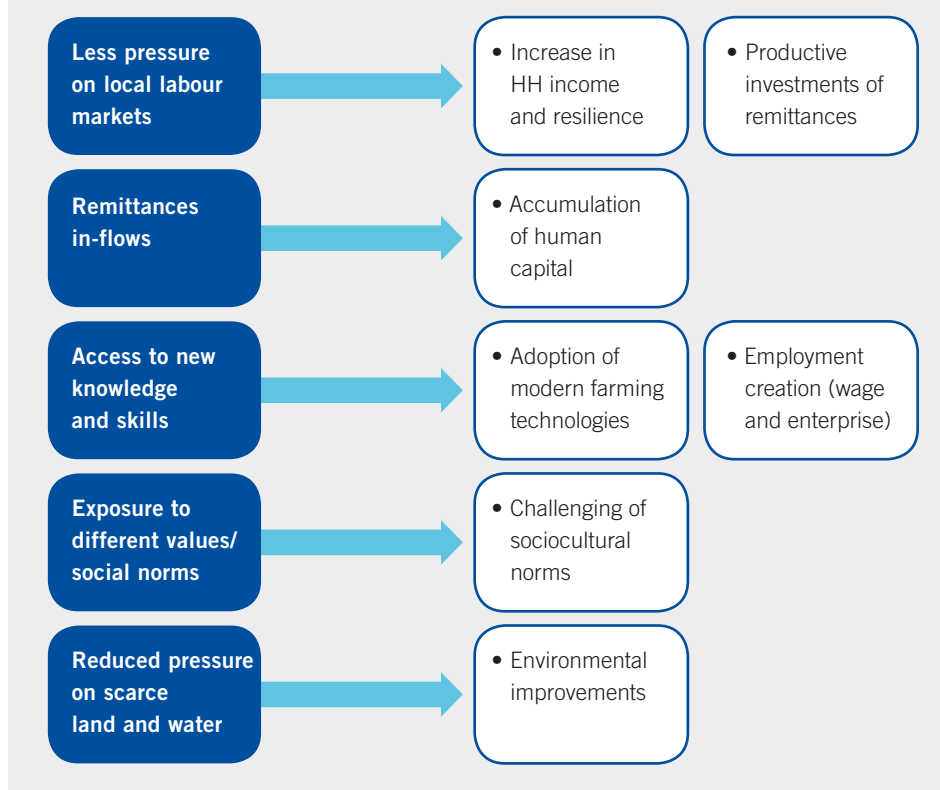 Less pressure
on local labour
markets
• Increase in
HH income
and resilience
• Productive
investments of
remittances
Remittances
in-flows
• Accumulation
of human
capital
Access to new
knowledge
and skills
• Adoption of
modern farming
technologies
• Employment
creation (wage
and enterprise)
Exposure to
different values/
social norms
• Challenging of
sociocultural
norms
Reduced pressure
on scarce
land and water
• Environmental
improvements